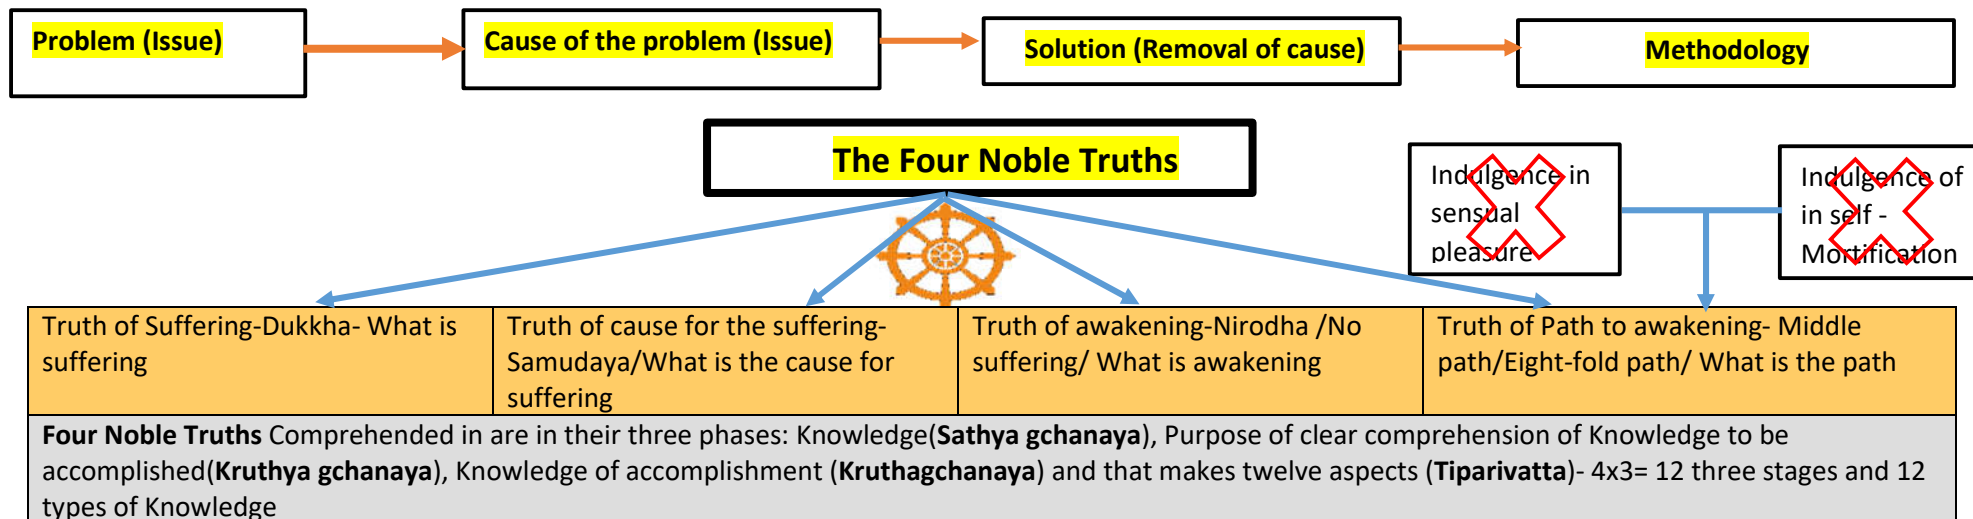 Problem (Issue)
Cause of the problem (Issue)
Solution (Removal of cause)
Methodology
The Four Noble Truths
Indulgence in
sensual
pleasure
Indulgence of
in self -
Mortification
Truth of Suffering-Dukkha- What is
suffering
Truth of cause for the suffering-
Samudaya/What is the cause for
suffering
Truth of awakening-Nirodha /No
suffering/ What is awakening
Truth of Path to awakening- Middle
path/Eight-fold path/ What is the path
Four Noble Truths Comprehended in are in their three phases: Knowledge(Sathya gchanaya), Purpose of clear comprehension of Knowledge to be
accomplished(Kruthya gchanaya), Knowledge of accomplishment (Kruthagchanaya) and that makes twelve aspects (Tiparivatta)- 4x3= 12 three stages and 12
types of Knowledge